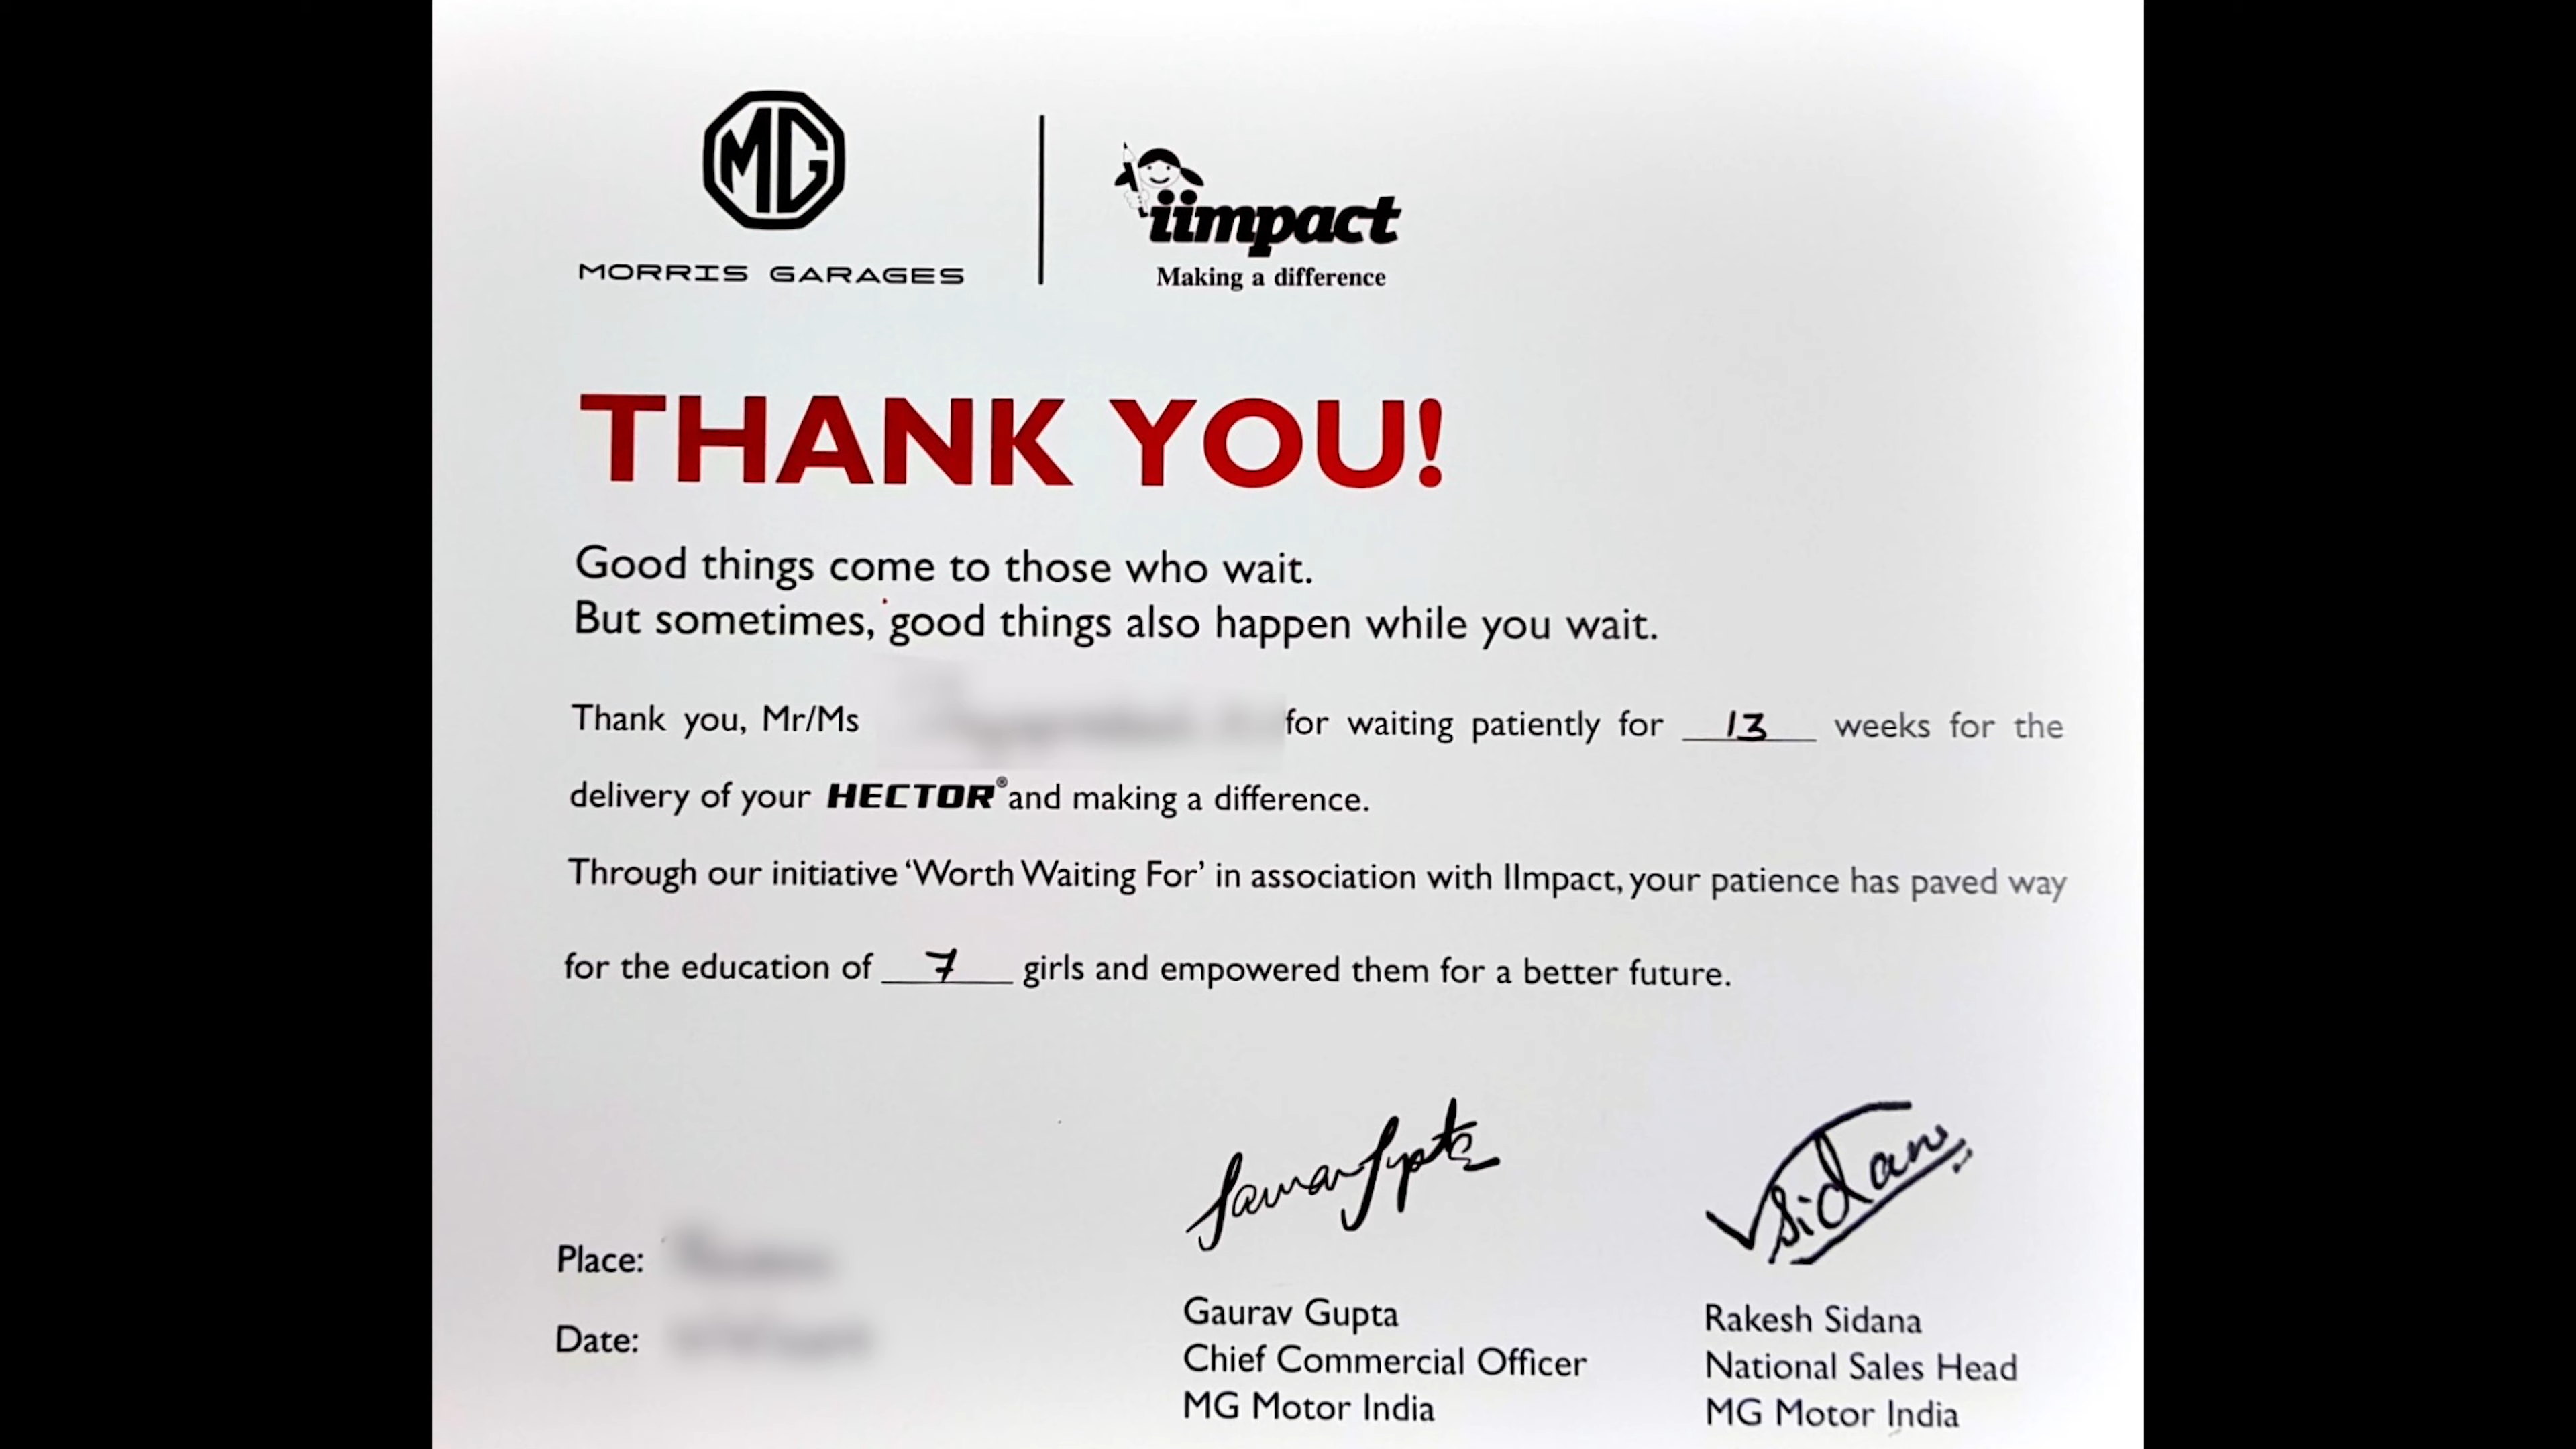 MG
MORRIS GARAGES
iimpact
Making a difference
THANK YOU!
Good things come to those who wait.
But sometimes, good things also happen while you wait.
Thank you, Mr/Ms for waiting patiently for 13 weeks for the
delivery of your HECTOR® and making a difference.
Through our initiative ‘Worth Waiting For’ in association with IImpact, your patience has paved way
for the education of 7 girls and empowered them for a better future.
Gaurav Gupta
Sidana
Place:
Date:
Gaurav Gupta
Chief Commercial Officer
MG Motor India
Rakesh Sidana
National Sales Head
MG Motor India